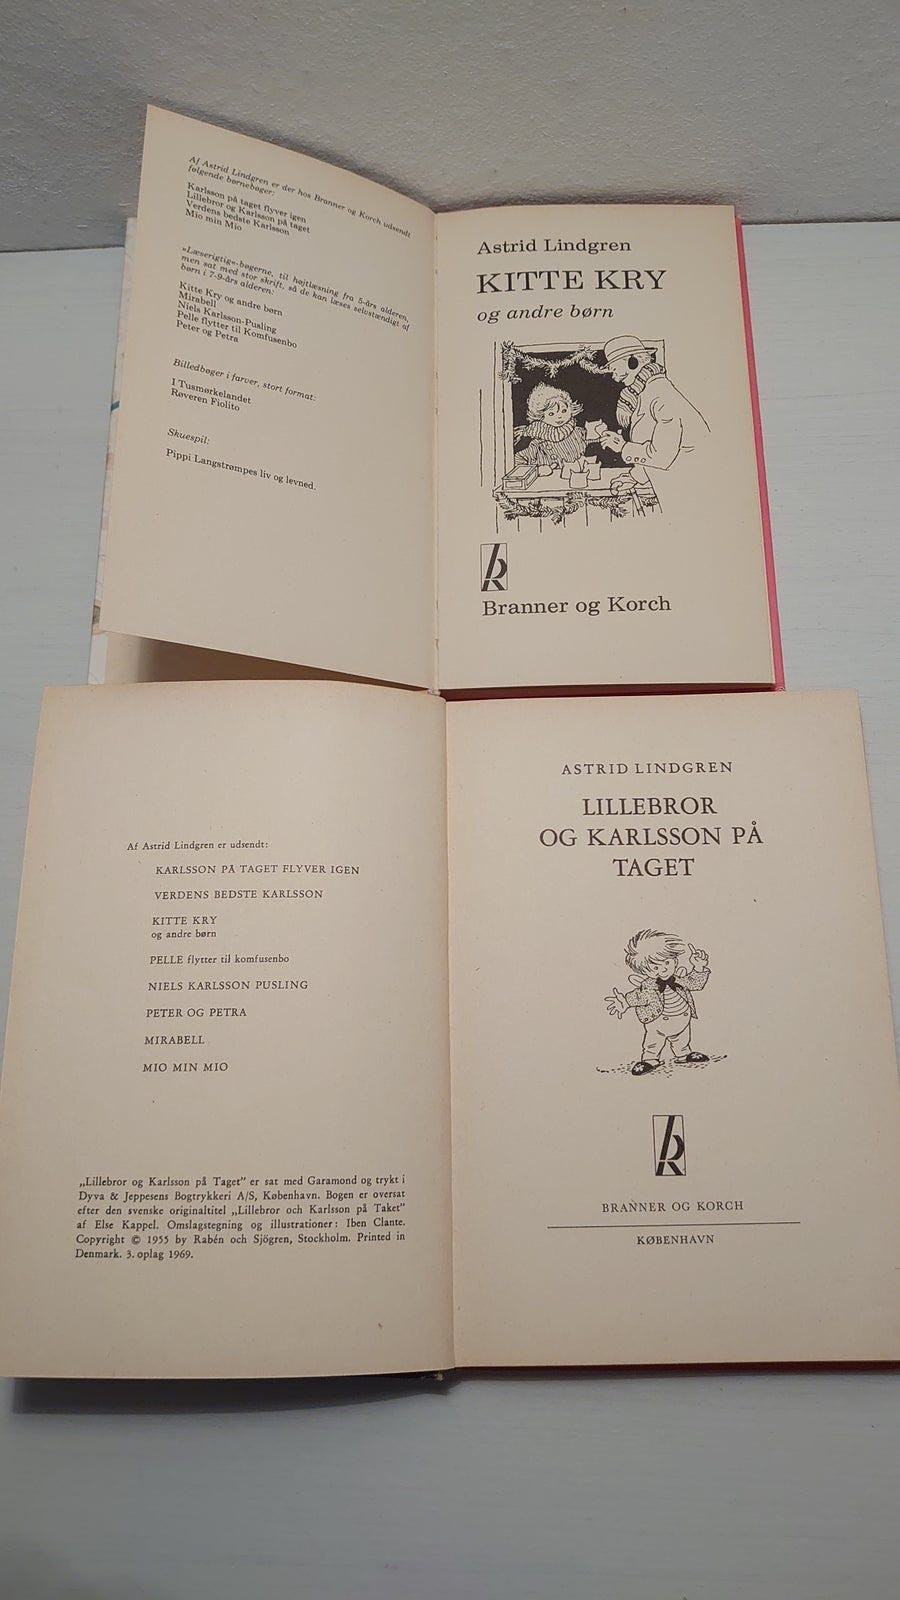 Af Astrid Lindgren er der hos Branner og Korch udsendt
følgende børnebøger:
Karlsson på taget flyver igen
Lillebror og Karlsson på taget
Verdens bedste Karlsson
Mio min Mio
»Læserigtig«-bøgerne, til højtlæsning fra 5-års alderen,
men sat med stor skrift, så de kan læses selvstændigt af
børn i 7-9-års alderen:
Kitte Kry og andre børn
Mirabell
Niels Karlsson-Pusling
Pelle flytter til Komfusenbo
Peter og Petra
Billedbøger i farver, stort format:
I Tusmørkelandet
Røveren Fiolito
Skuespil:
Pippi Langstrømpes liv og levned.
Astrid Lindgren
KITTE KRY
og andre børn
bk
Branner og Korch
Af Astrid Lindgren er udsendt:
KARLSSON PÅ TAGET FLYVER IGEN
VERDENS BEDSTE KARLSSON
KITTE KRY
og andre børn
PELLE flytter til komfusenbo
NIELS KARLSSON PUSLING
PETER OG PETRA
MIRABELL
MIO MIN MIO
„Lillebror og Karlsson på Taget" er sat med Garamond og trykt i
Dyva & Jeppesens Bogtrykkeri A/S, København. Bogen er oversat
efter den svenske originaltitel „Lillebror och Karlsson på Taket"
af Else Kappel. Omslagstegning og illustrationer: Iben Clante.
Copyright © 1955 by Rabén och Sjögren, Stockholm. Printed in
Denmark. 3. oplag 1969.
ASTRID LINDGREN
LILLEBROR
OG KARLSSON PÅ
TAGET
bk
BRANNER OG KORCH
KØBENHAVN